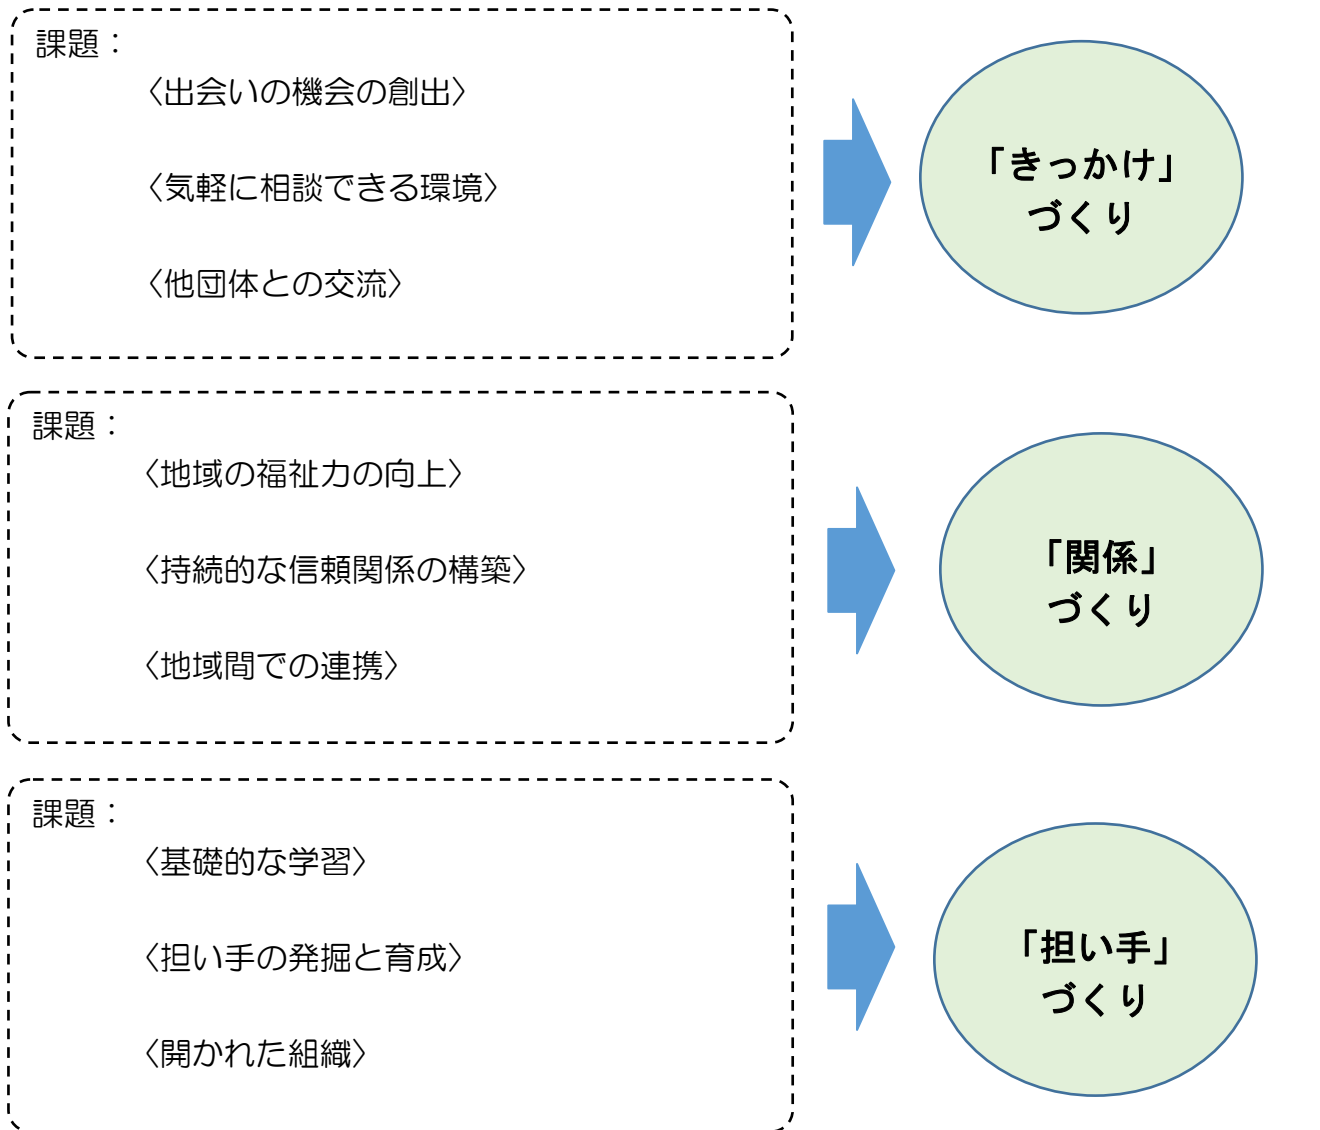 課題：
〈出会いの機会の創出〉
〈気軽に相談できる環境〉
〈他団体との交流〉
「きっかけ」
づくり
課題：
〈地域の福祉力の向上〉
〈持続的な信頼関係の構築〉
〈地域間での連携〉
「関係」
づくり
課題：
〈基礎的な学習〉
〈担い手の発掘と育成〉
〈開かれた組織〉
「担い手」
づくり